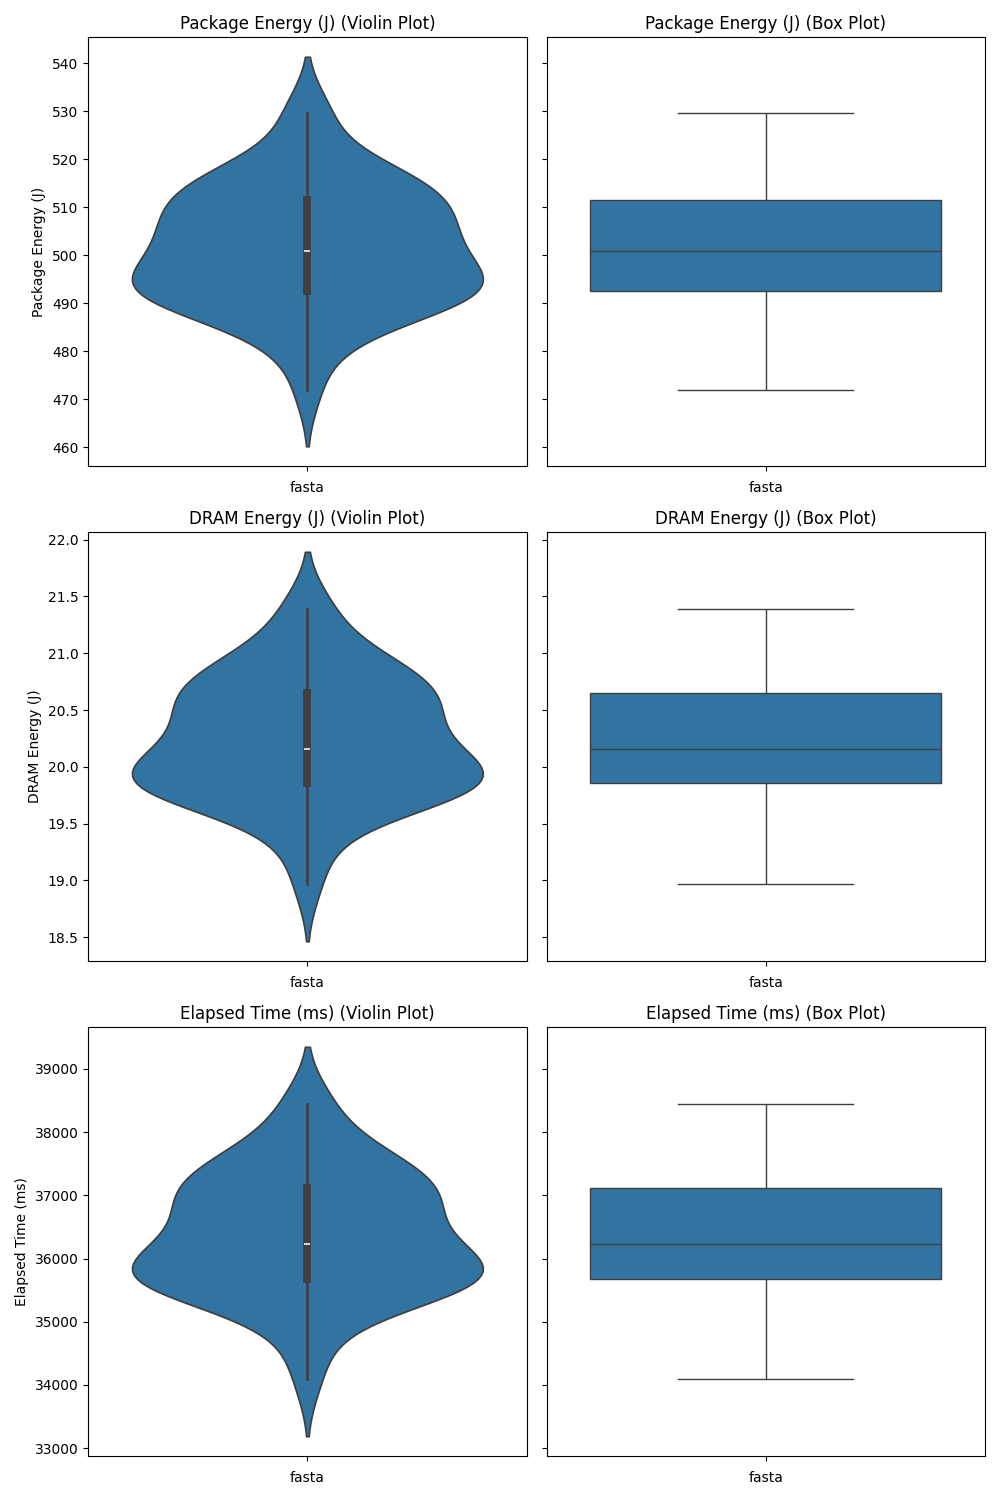 Package Energy (J) (Violin Plot)
Package Energy (J) (Box Plot)
Package Energy (J)
540
530
520
510
500
490
480
470
460
fasta
fasta
DRAM Energy (J) (Violin Plot)
DRAM Energy (J) (Box Plot)
DRAM Energy (J)
22.0
21.5
21.0
20.5
20.0
19.5
19.0
18.5
fasta
fasta
Elapsed Time (ms) (Violin Plot)
Elapsed Time (ms) (Box Plot)
Elapsed Time (ms)
39000
38000
37000
36000
35000
34000
33000
fasta
fasta